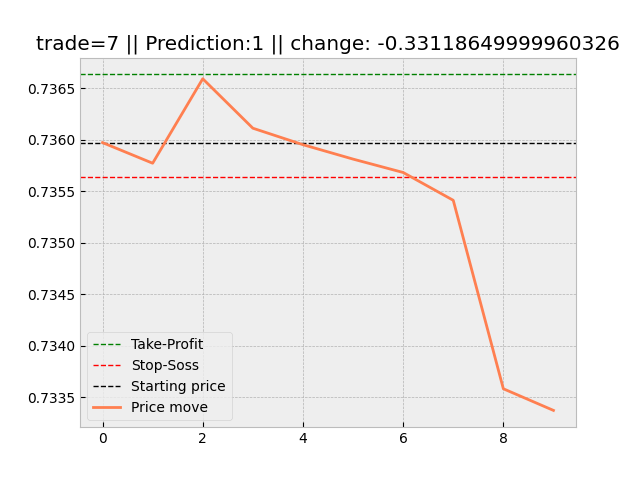 trade=7 || Prediction:1 || change: -0.33118649999960326
0.7365
0.7360
0.7355
0.7350
0.7345
0.7340
0.7335
Take-Profit
Stop-Soss
Starting price
Price move
0 2 4 6 8